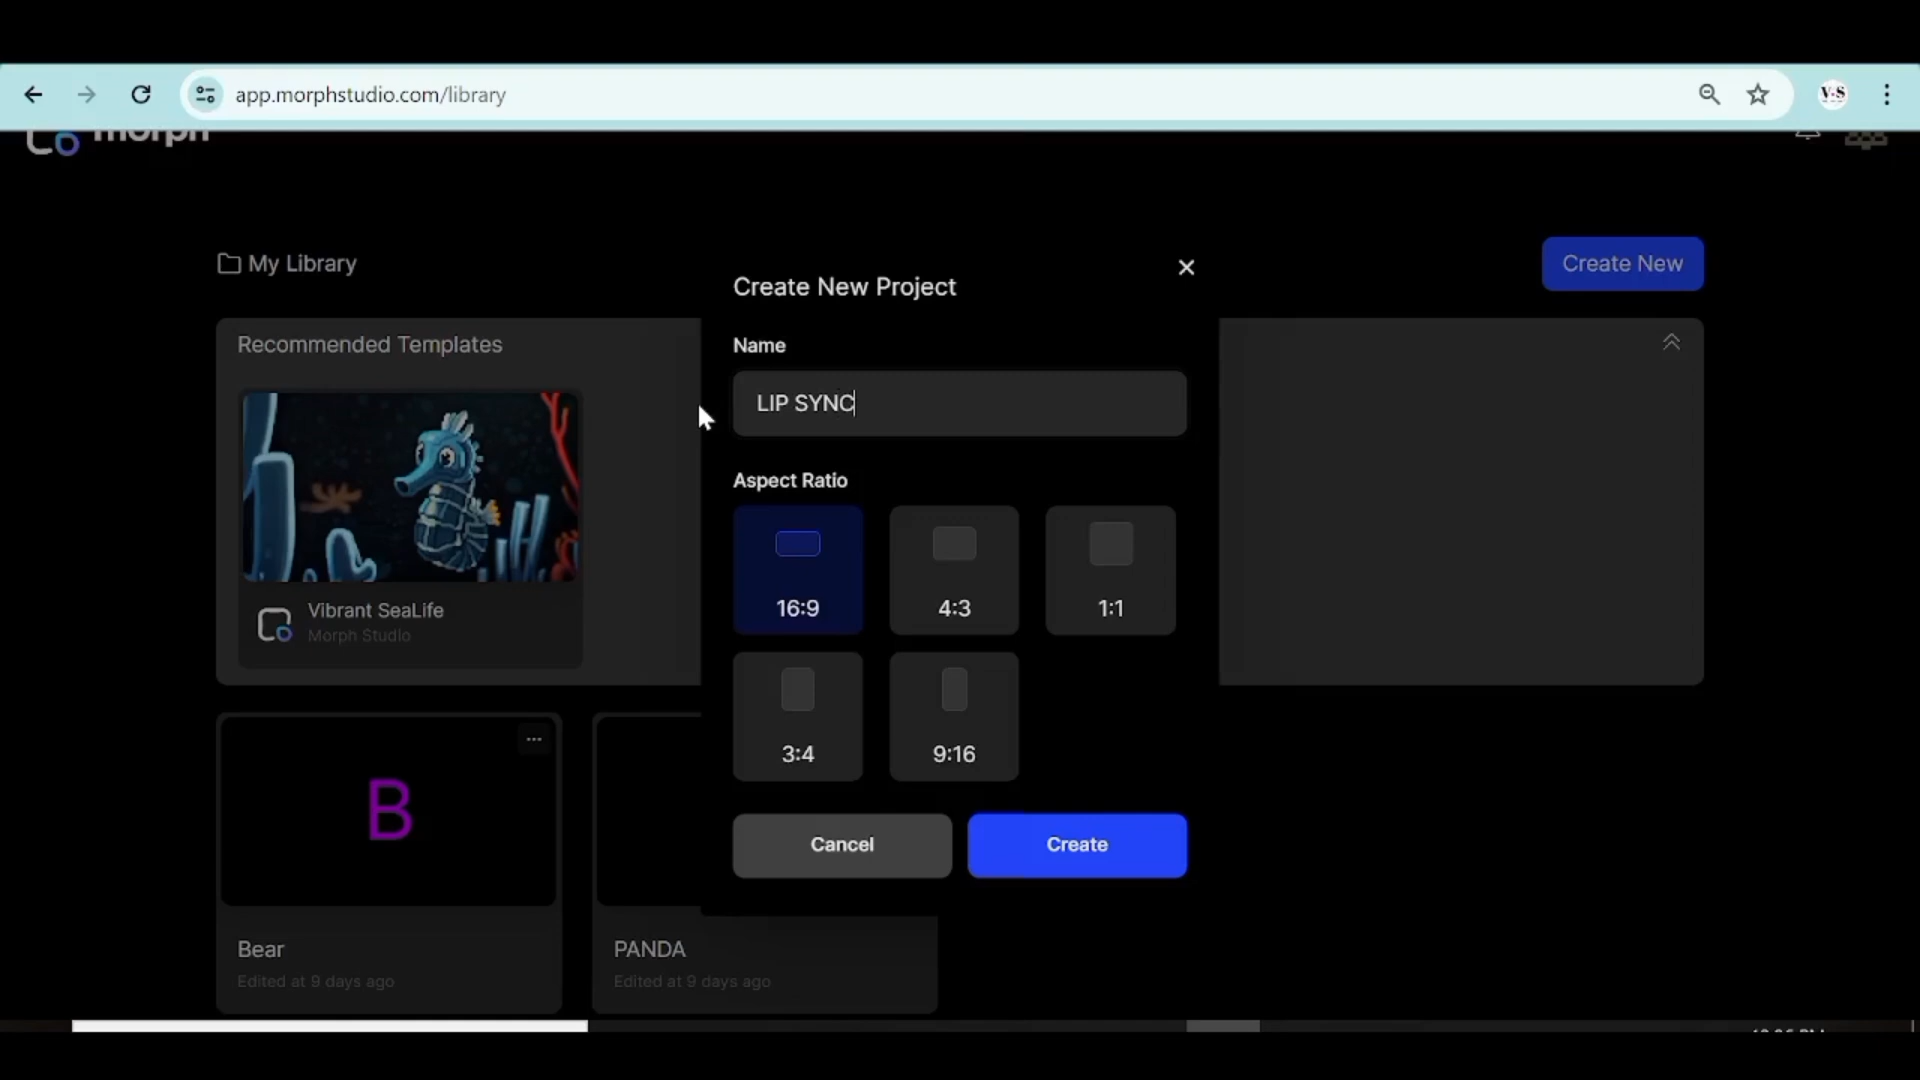 app.morphstudio.com/library
V-S
morph
My Library
Create New
Create New Project
Recommended Templates
Name
LIP SYNC
Aspect Ratio
16:9
4:3
1:1
Vibrant SeaLife
Morph Studio
3:4
9:16
B
Cancel
Create
Bear
PANDA
Edited at 9 days ago
Edited at 9 days ago